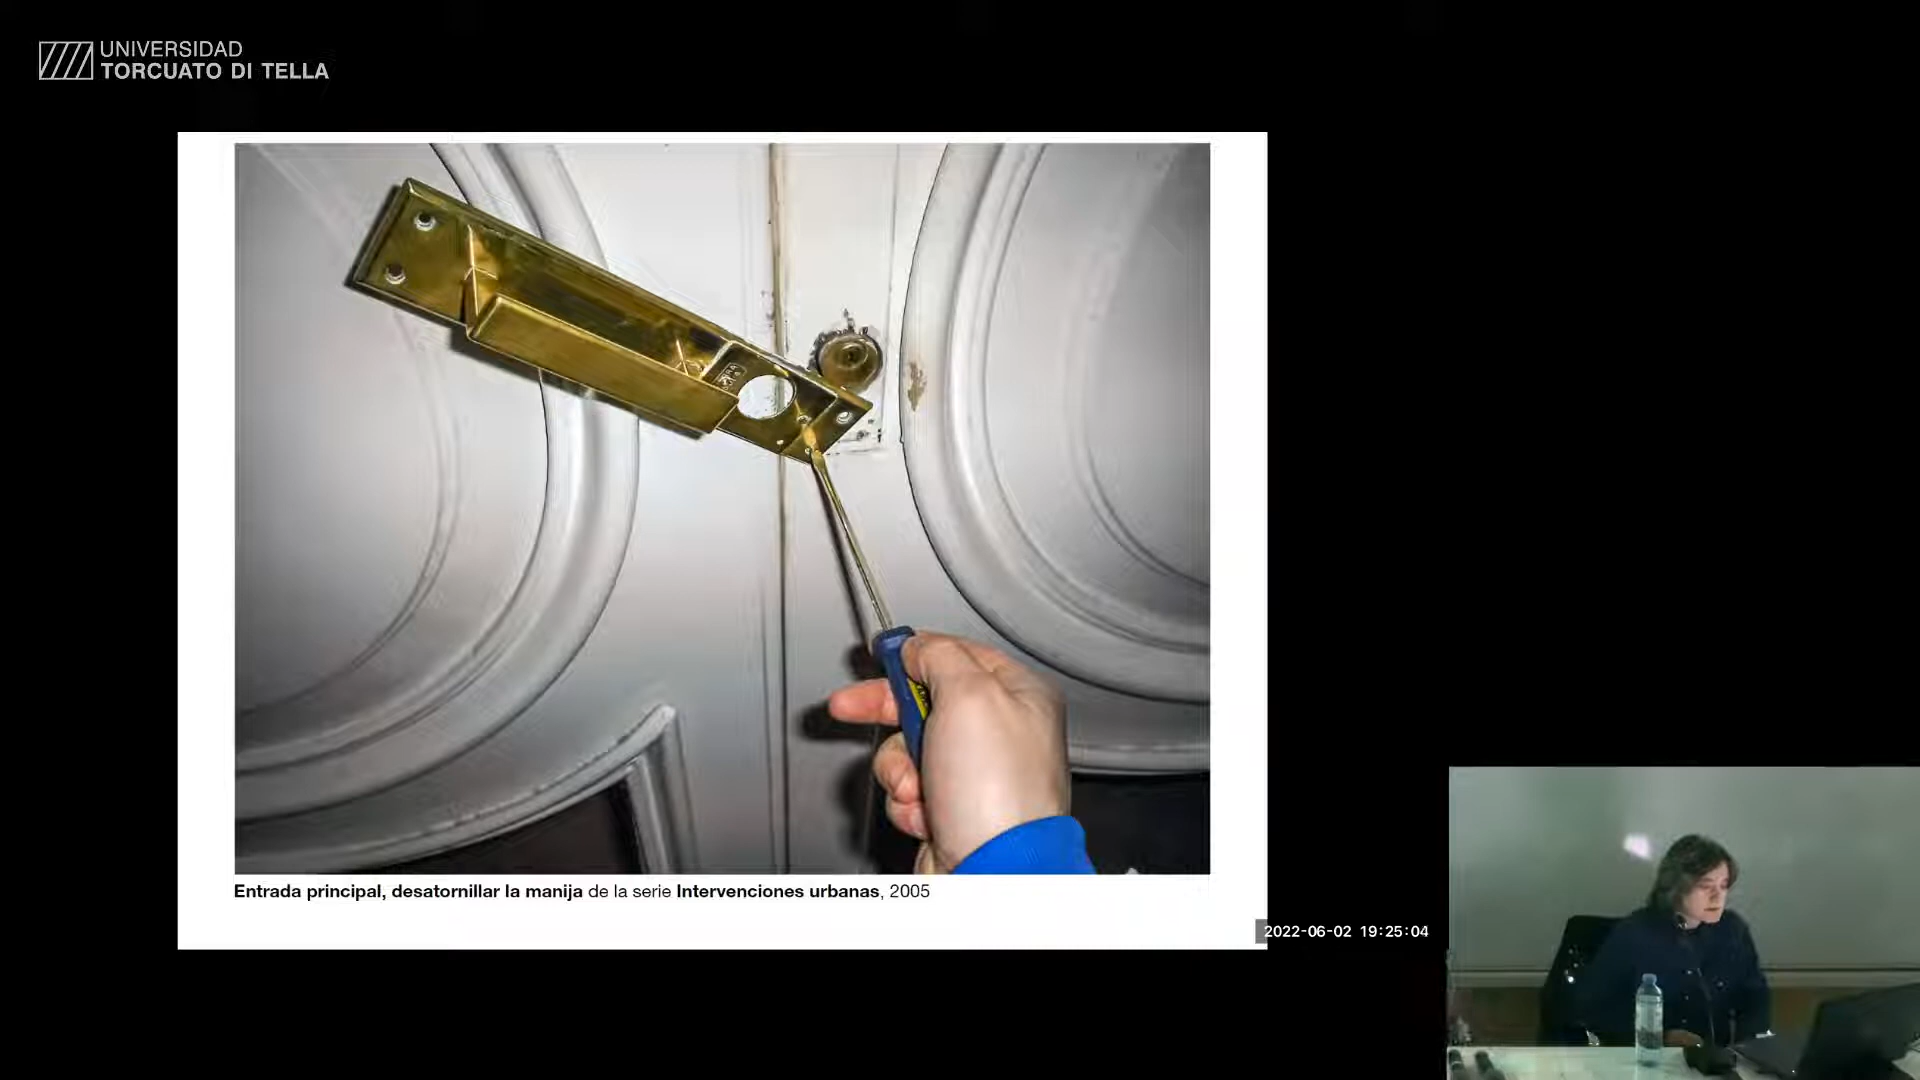 UNIVERSIDAD
TORCUATO DI TELLA
Entrada principal, desatornillar la manija de la serie Intervenciones urbanas, 2005
2022-06-02 19:25:04